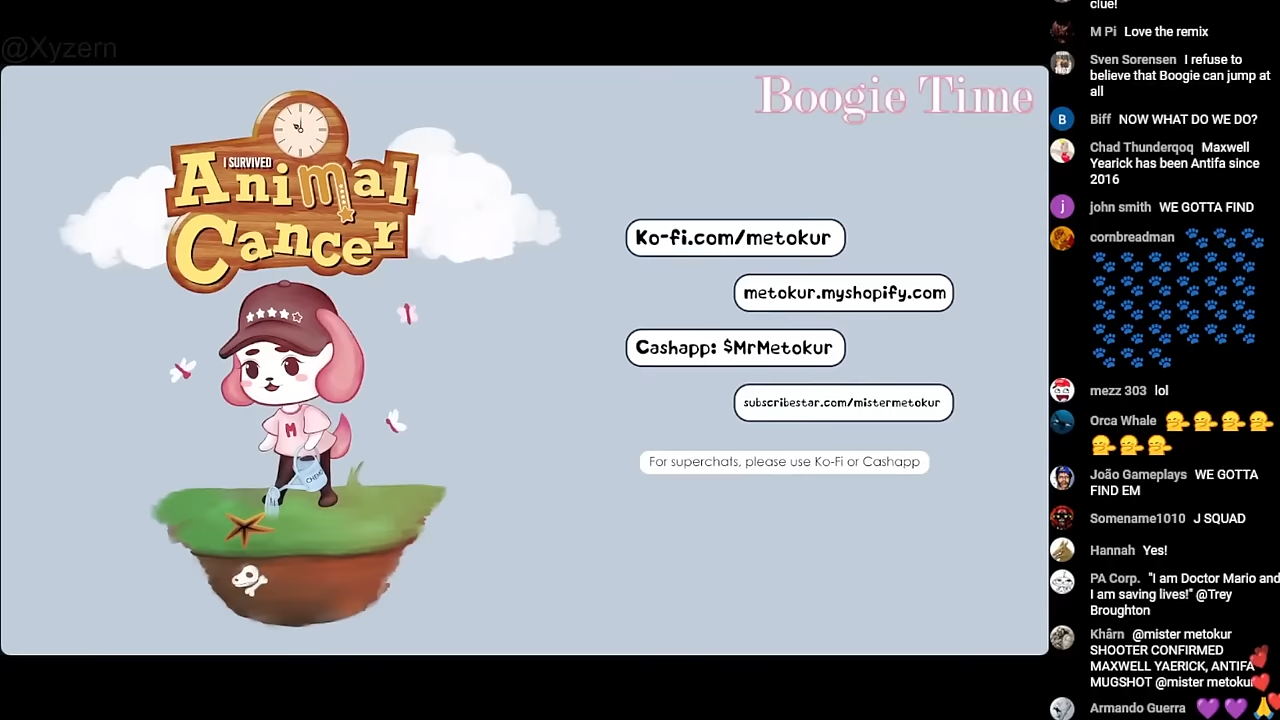 @Xyzern
Boogie Time
I SURVIVED
Animal
Cancer
M
CHEMO
Ko-fi.com/metokur
metokur.myshopify.com
Cashapp: $MrMetokur
subscribestar.com/mistermetokur
For superchats, please use Ko-Fi or Cashapp
clue!
M Pi Love the remix
Sven Sorensen I refuse to
believe that Boogie can jump at
all
B
Biff NOW WHAT DO WE DO?
Chad Thunderqoq Maxwell
Yearick has been Antifa since
2016
j
john smith WE GOTTA FIND
cornbreadman 🐾 🐾 🐾
mezz 303 lol
Orca Whale
João Gameplays WE GOTTA
FIND EM
Somename1010 J SQUAD
Hannah Yes!
PA Corp. "I am Doctor Mario and
I am saving lives!" @Trey
Broughton
Khârn @mister metokur
SHOOTER CONFIRMED
MAXWELL YAERICK, ANTIFA
MUGSHOT @mister metokur
Armando Guerra 💜 💜 🙏